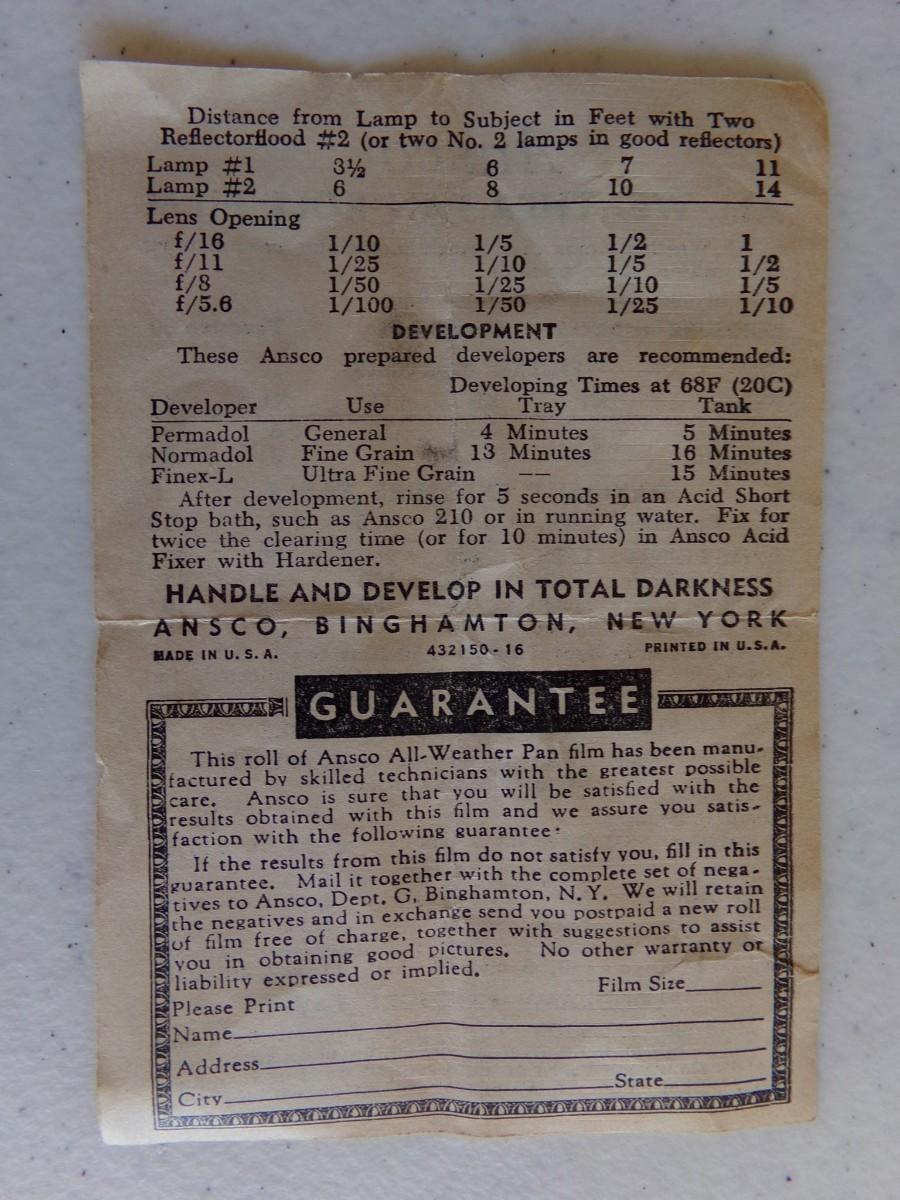 Distance from Lamp to Subject in Feet with Two
Reflectorflood #2 (or two No. 2 lamps in good reflectors)
Lamp #1 3½ 6 7 11
Lamp #2 6 8 10 14
Lens Opening
f/16 1/10 1/5 1/2 1
f/11 1/25 1/10 1/5 1/2
f/8 1/50 1/25 1/10 1/5
f/5.6 1/100 1/50 1/25 1/10
DEVELOPMENT
These Ansco prepared developers are recommended:
Developing Times at 68F (20C)
Developer Use Tray Tank
Permadol General 4 Minutes 5 Minutes
Normadol Fine Grain 13 Minutes 16 Minutes
Finex-L Ultra Fine Grain -- 15 Minutes
After development, rinse for 5 seconds in an Acid Short
Stop bath, such as Ansco 210 or in running water. Fix for
twice the clearing time (or for 10 minutes) in Ansco Acid
Fixer with Hardener.
HANDLE AND DEVELOP IN TOTAL DARKNESS
ANSCO, BINGHAMTON, NEW YORK
MADE IN U.S.A. 432150-16 PRINTED IN U.S.A.
GUARANTEE
This roll of Ansco All-Weather Pan film has been manu-
factured by skilled technicians with the greatest possible
care. Ansco is sure that you will be satisfied with the
results obtained with this film and we assure you satis-
faction with the following guarantee:
If the results from this film do not satisfy you, fill in this
guarantee. Mail it together with the complete set of nega-
tives to Ansco, Dept. G, Binghamton, N.Y. We will retain
the negatives and in exchange send you postpaid a new roll
of film free of charge, together with suggestions to assist
you in obtaining good pictures. No other warranty or
liability expressed or implied.
Film Size
Please Print
Name
Address
City State